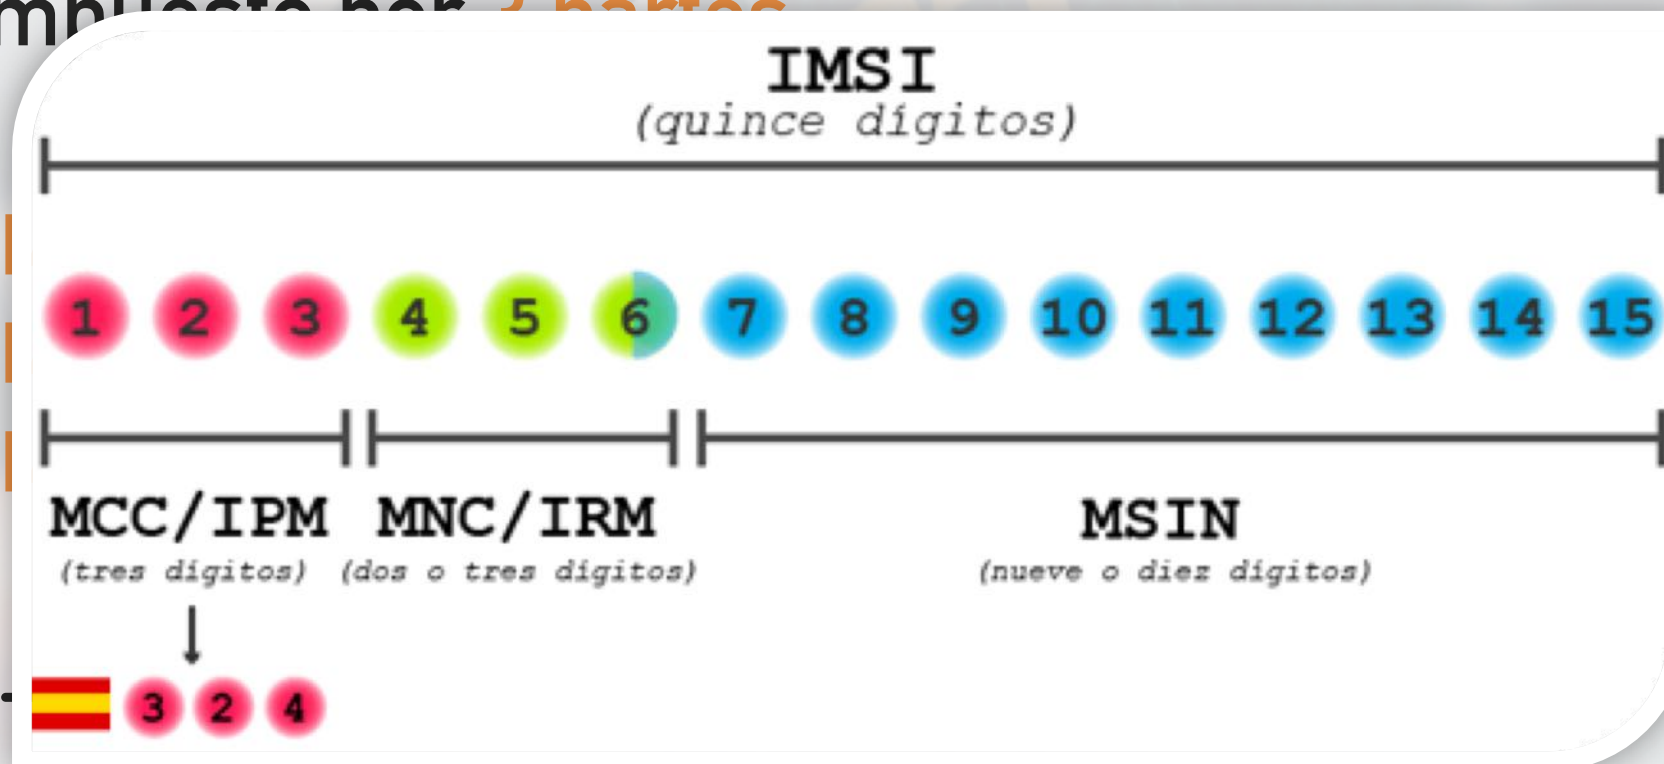 IMSI
(quince dígitos)
1 2 3 4 5 6 7 8 9 10 11 12 13 14 15
MCC/IPM MNC/IRM MSIN
(tres dígitos) (dos o tres dígitos) (nueve o diez dígitos)
3 2 4